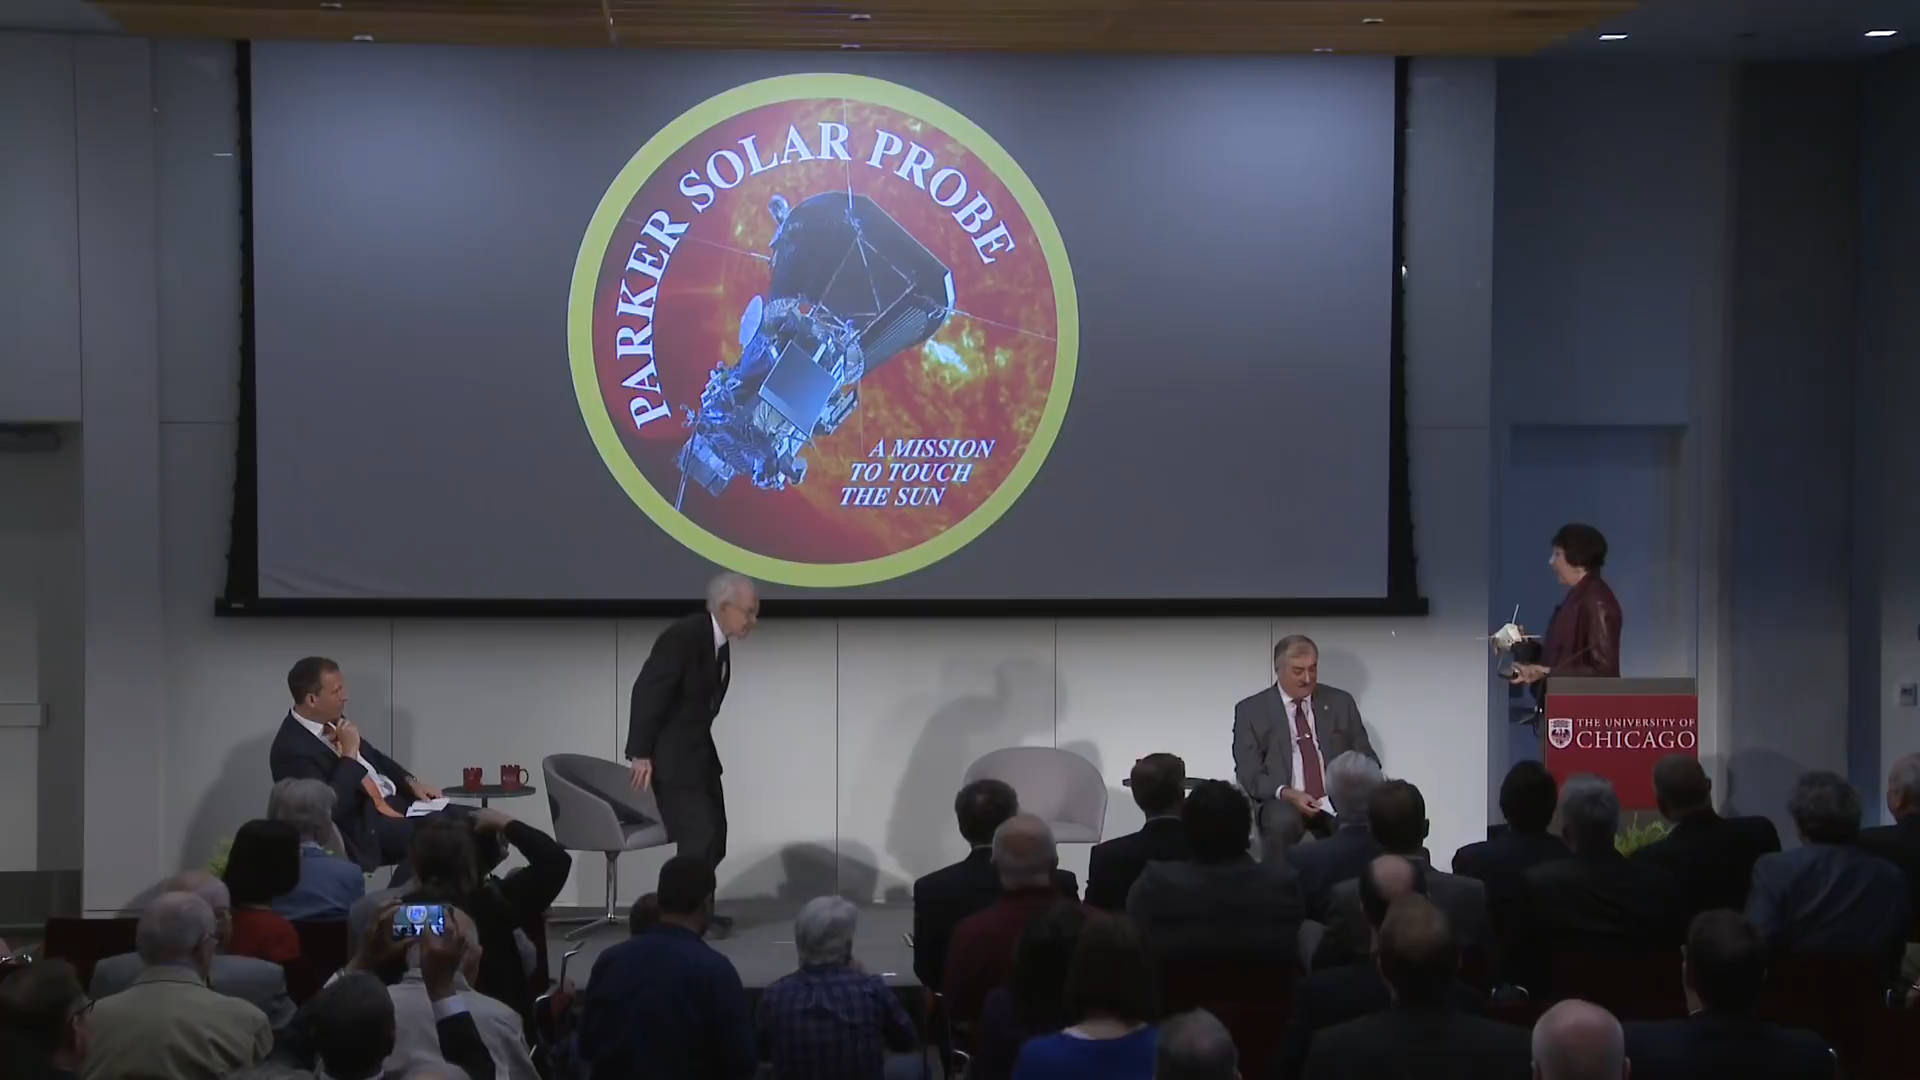 PARKER SOLAR PROBE
A MISSION
TO TOUCH
THE SUN
THE UNIVERSITY OF
CHICAGO